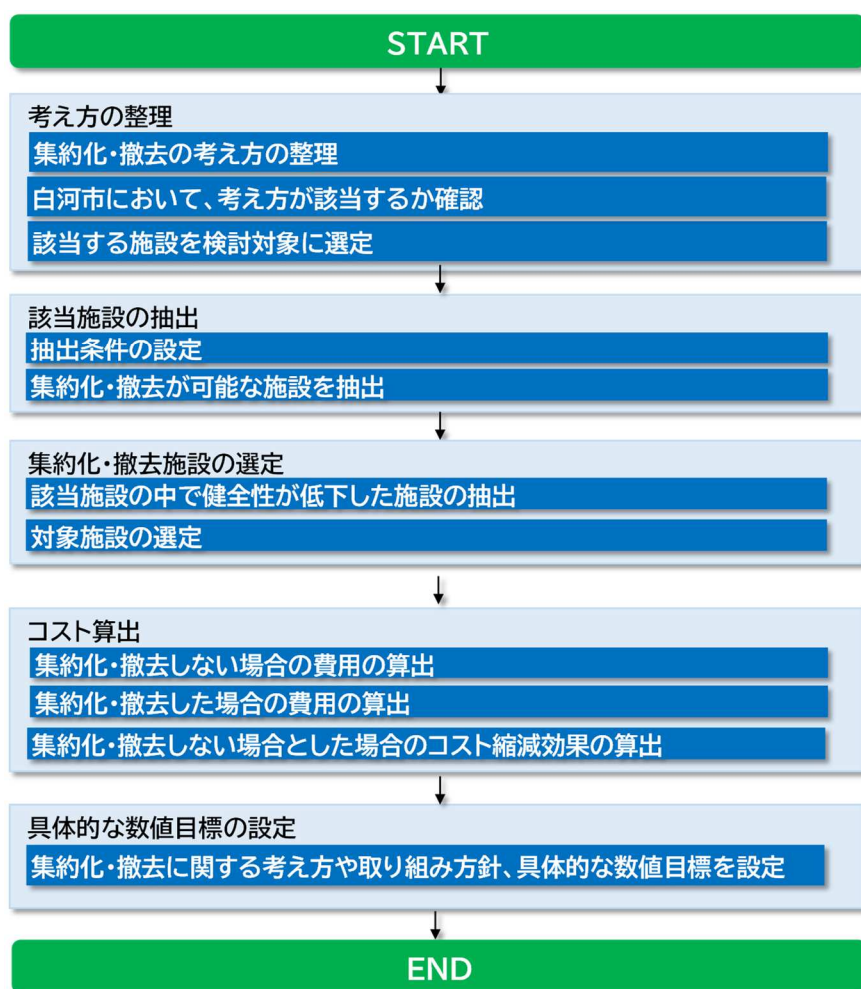 START
考え方の整理
集約化・撤去の考え方の整理
白河市において、考え方が該当するか確認
該当する施設を検討対象に選定
該当施設の抽出
抽出条件の設定
集約化・撤去が可能な施設を抽出
集約化・撤去施設の選定
該当施設の中で健全性が低下した施設の抽出
対象施設の選定
コスト算出
集約化・撤去しない場合の費用の算出
集約化・撤去した場合の費用の算出
集約化・撤去しない場合とした場合のコスト縮減効果の算出
具体的な数値目標の設定
集約化・撤去に関する考え方や取り組み方針、具体的な数値目標を設定
END